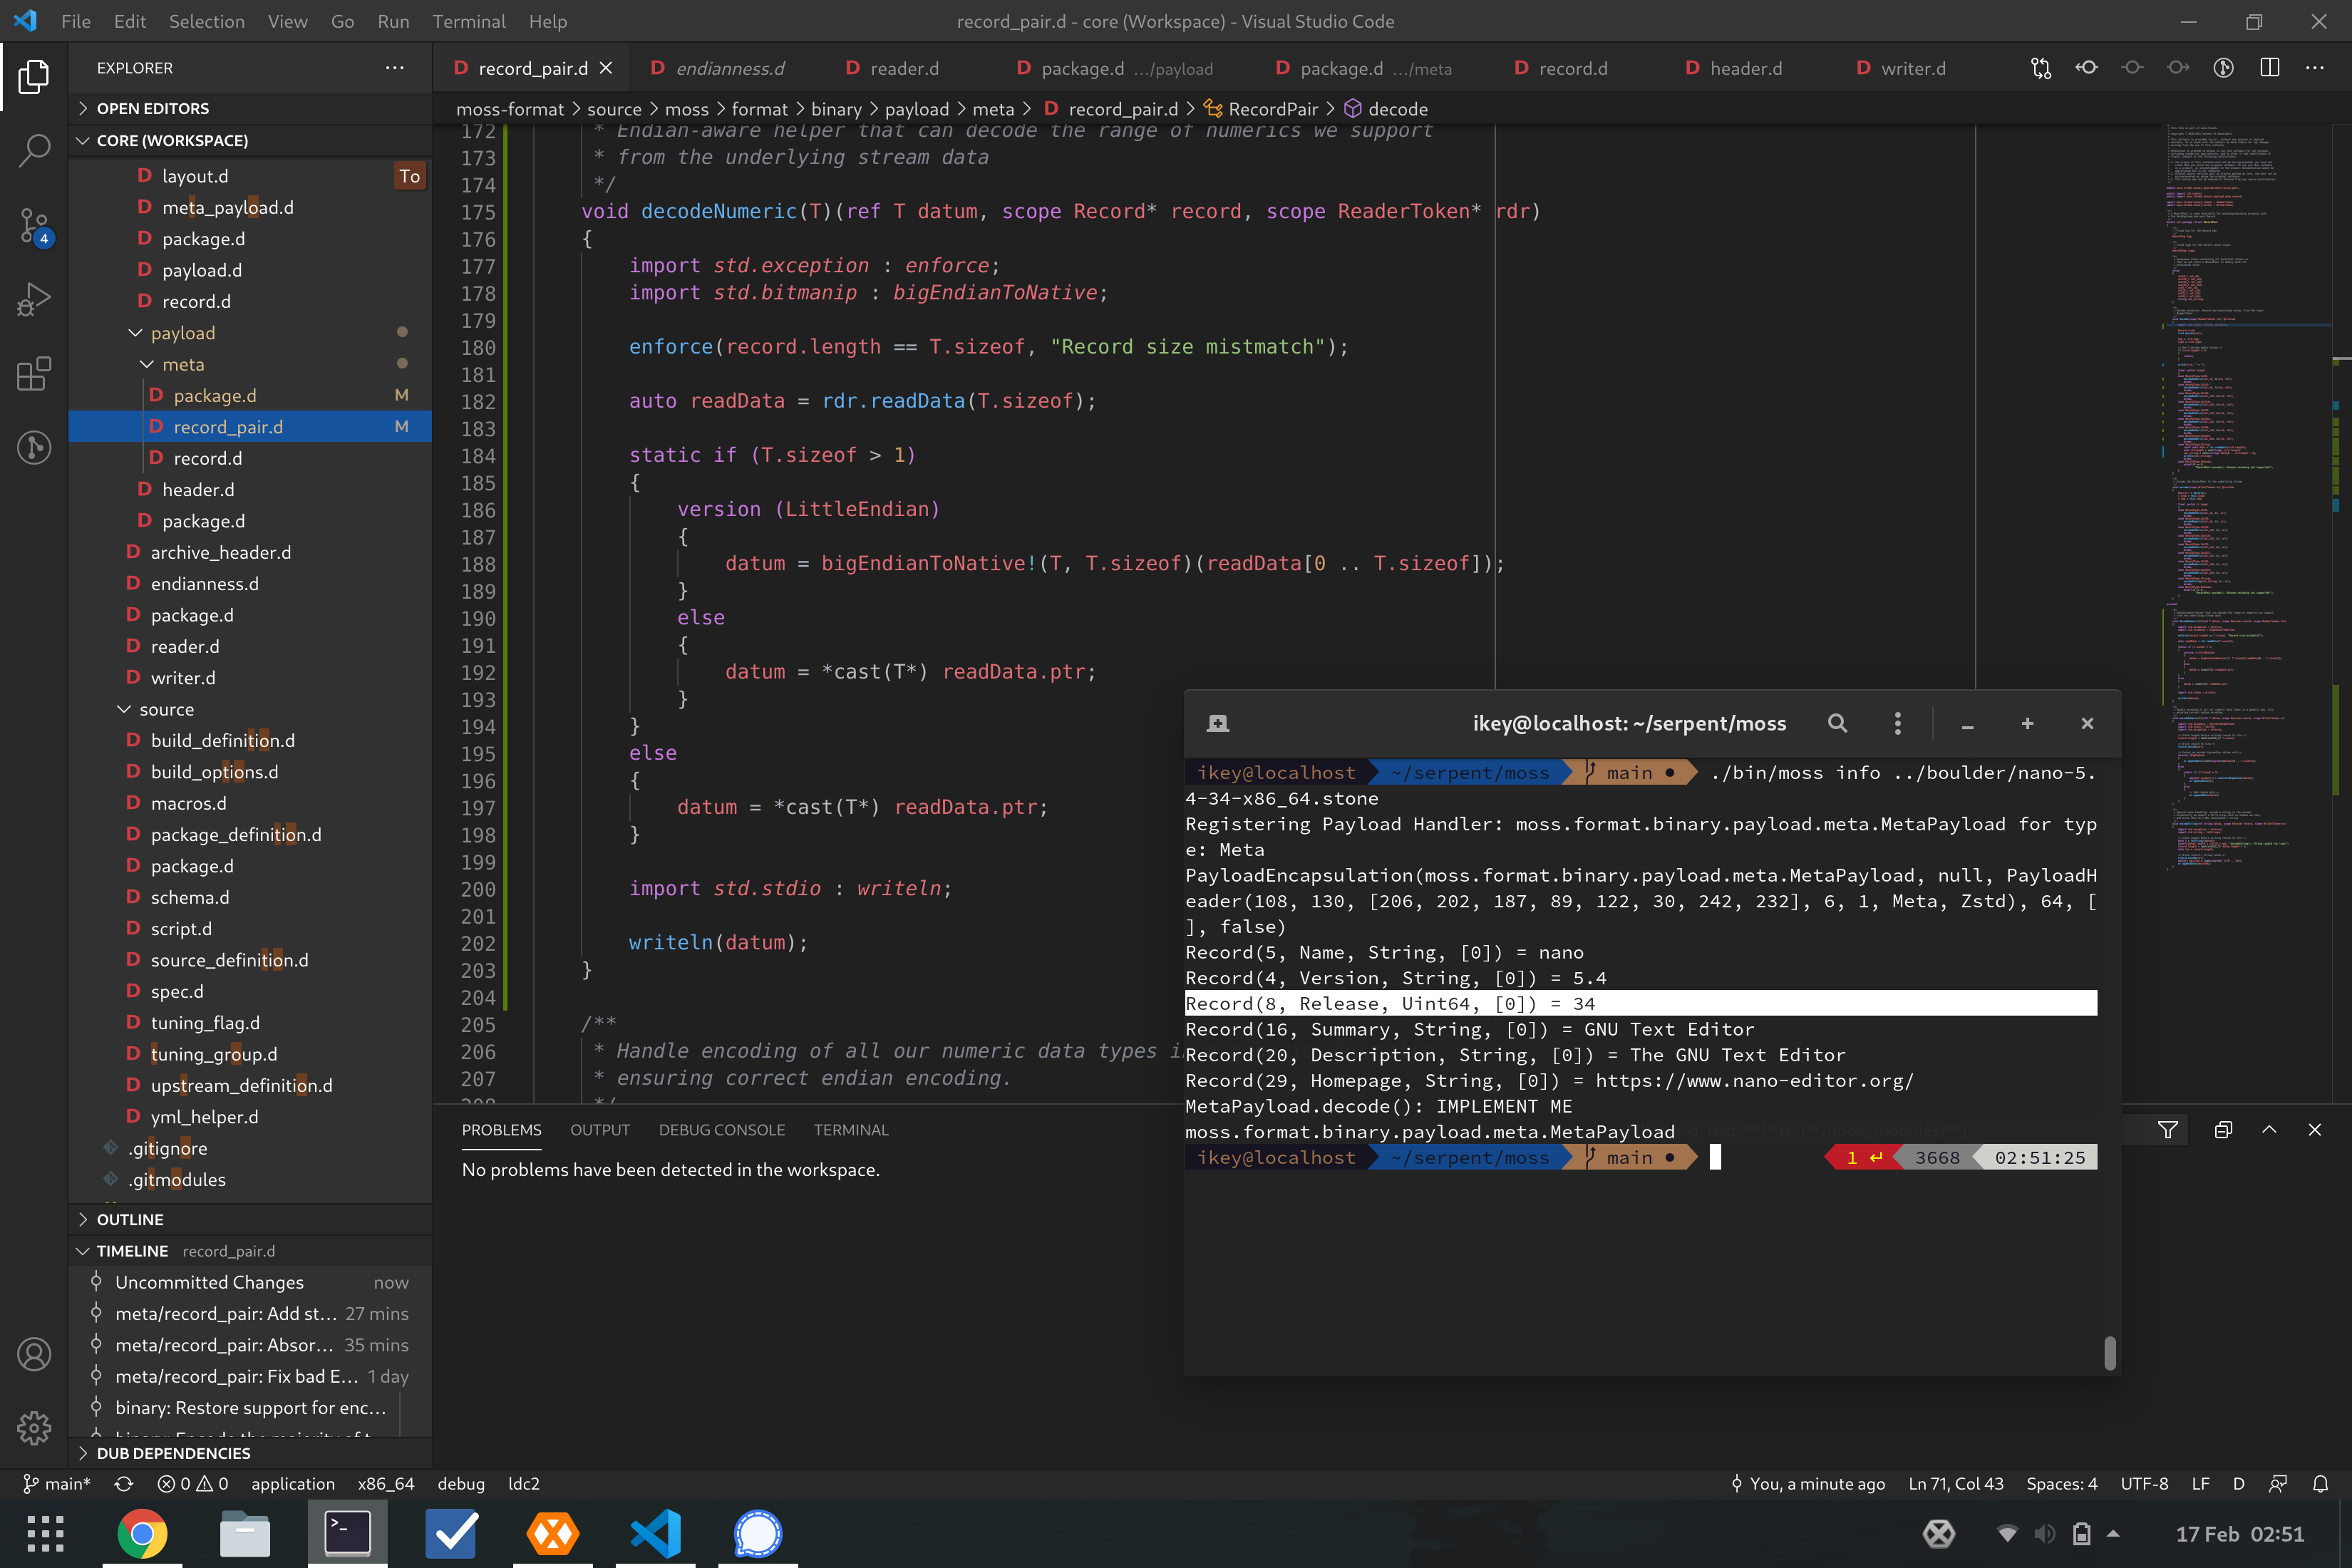 File Edit Selection View Go Run Terminal Help
record_pair.d - core (Workspace) - Visual Studio Code
EXPLORER
OPEN EDITORS
CORE (WORKSPACE)
layout.d
To
meta_payload.d
package.d
payload.d
record.d
payload
meta
package.d M
record_pair.d M
record.d
header.d
package.d
archive_header.d
endianness.d
package.d
reader.d
writer.d
source
build_definition.d
build_options.d
macros.d
package_definition.d
package.d
schema.d
script.d
source_definition.d
spec.d
tuning_flag.d
tuning_group.d
upstream_definition.d
yml_helper.d
.gitignore
.gitmodules
OUTLINE
TIMELINE record_pair.d
Uncommitted Changes now
meta/record_pair: Add st... 27 mins
meta/record_pair: Absor... 35 mins
meta/record_pair: Fix bad E... 1 day
binary: Restore support for enc...
DUB DEPENDENCIES
4
record_pair.d endianness.d reader.d package.d .../payload package.d .../meta record.d header.d writer.d
moss-format > source > moss > format > binary > payload > meta > record_pair.d > RecordPair > decode
172 * Endian-aware helper that can decode the range of numerics we support
173 * from the underlying stream data
174 */
175 void decodeNumeric(T)(ref T datum, scope Record* record, scope ReaderToken* rdr)
176 {
177 import std.exception : enforce;
178 import std.bitmanip : bigEndianToNative;
179
180 enforce(record.length == T.sizeof, "Record size mismatch");
181
182 auto readData = rdr.readData(T.sizeof);
183
184 static if (T.sizeof > 1)
185 {
186 version (LittleEndian)
187 {
188 datum = bigEndianToNative!(T, T.sizeof)(readData[0 .. T.sizeof]);
189 }
190 else
191 {
192 datum = *cast(T*) readData.ptr;
193 }
194 }
195 else
196 {
197 datum = *cast(T*) readData.ptr;
198 }
199
200 import std.stdio : writeln;
201
202 writeln(datum);
203 }
204
205 /**
206 * Handle encoding of all our numeric data types i
207 * ensuring correct endian encoding.
208 */
PROBLEMS OUTPUT DEBUG CONSOLE TERMINAL
No problems have been detected in the workspace.
ikey@localhost: ~/serpent/moss
ikey@localhost ~/serpent/moss main ● ./bin/moss info ../boulder/nano-5.
4-34-x86_64.stone
Registering Payload Handler: moss.format.binary.payload.meta.MetaPayload for typ
e: Meta
PayloadEncapsulation(moss.format.binary.payload.meta.MetaPayload, null, PayloadH
eader(108, 130, [206, 202, 187, 89, 122, 30, 242, 232], 6, 1, Meta, Zstd), 64, [
], false)
Record(5, Name, String, [0]) = nano
Record(4, Version, String, [0]) = 5.4
Record(8, Release, Uint64, [0]) = 34
Record(16, Summary, String, [0]) = GNU Text Editor
Record(20, Description, String, [0]) = The GNU Text Editor
Record(29, Homepage, String, [0]) = https://www.nano-editor.org/
MetaPayload.decode(): IMPLEMENT ME
moss.format.binary.payload.meta.MetaPayload
ikey@localhost ~/serpent/moss main ● 1 ↵ 3668 02:51:25
main* 0 0 application x86_64 debug ldc2
You, a minute ago Ln 71, Col 43 Spaces: 4 UTF-8 LF D
17 Feb 02:51